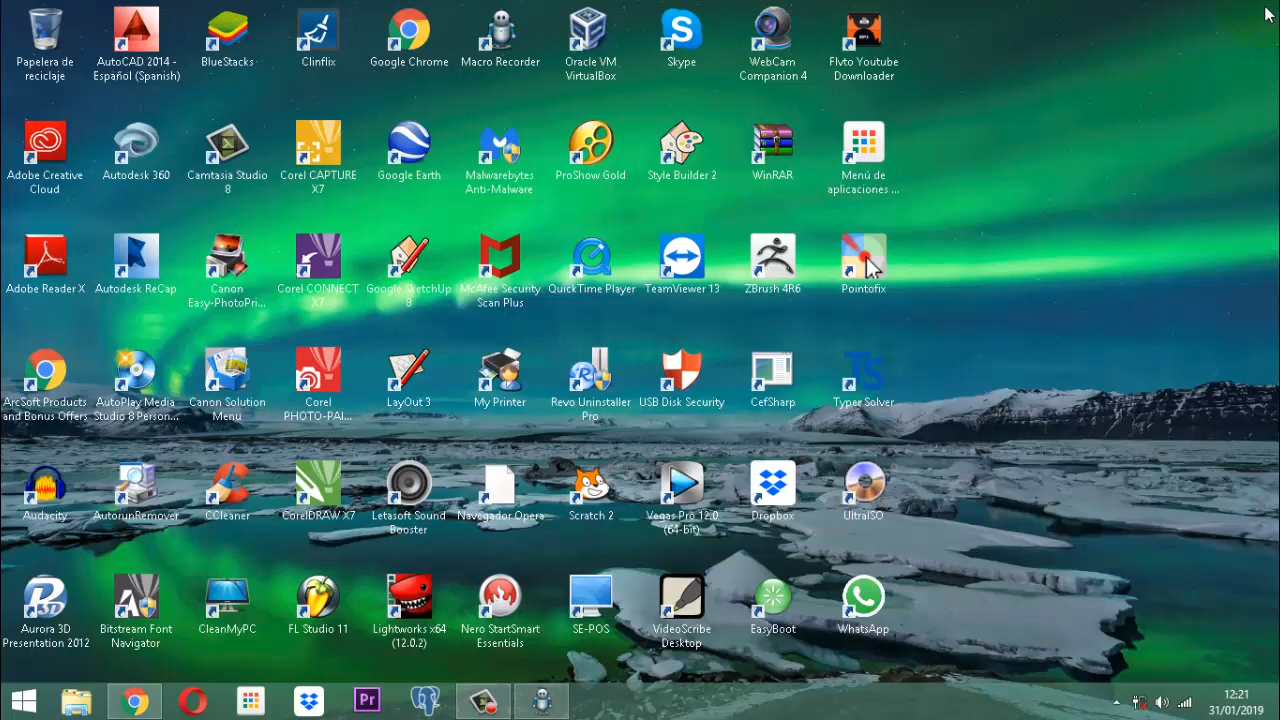 Papelera de
reciclaje
AutoCAD 2014 -
Español (Spanish)
BlueStacks
Clinflix
Google Chrome
Macro Recorder
Oracle VM
VirtualBox
Skype
WebCam
Companion 4
Flvto Youtube
Downloader
Adobe Creative
Cloud
Autodesk 360
Camtasia Studio
8
Corel CAPTURE
X7
Google Earth
Malwarebytes
Anti-Malware
ProShow Gold
Style Builder 2
WinRAR
Menú de
aplicaciones ...
Adobe Reader X
Autodesk ReCap
Canon
Easy-PhotoPri...
Corel CONNECT
X7
Google SketchUp
8
McAfee Security
Scan Plus
QuickTime Player
TeamViewer 13
ZBrush 4R6
Pointofix
ArcSoft Products
and Bonus Offers
AutoPlay Media
Studio 8 Person...
Canon Solution
Menu
Corel
PHOTO-PAI...
LayOut 3
My Printer
Revo Uninstaller
Pro
USB Disk Security
CefSharp
TS
Typer Solver
Audacity
AutorunRemover
CCleaner
CorelDRAW X7
Letasoft Sound
Booster
Navegador Opera
Scratch 2
Vegas Pro 12.0
(64-bit)
Dropbox
UltraISO
Aurora 3D
Presentation 2012
Bitstream Font
Navigator
CleanMyPC
FL Studio 11
Lightworks x64
(12.0.2)
Nero StartSmart
Essentials
SE-POS
VideoScribe
Desktop
EasyBoot
WhatsApp
Pr
12:21
31/01/2019